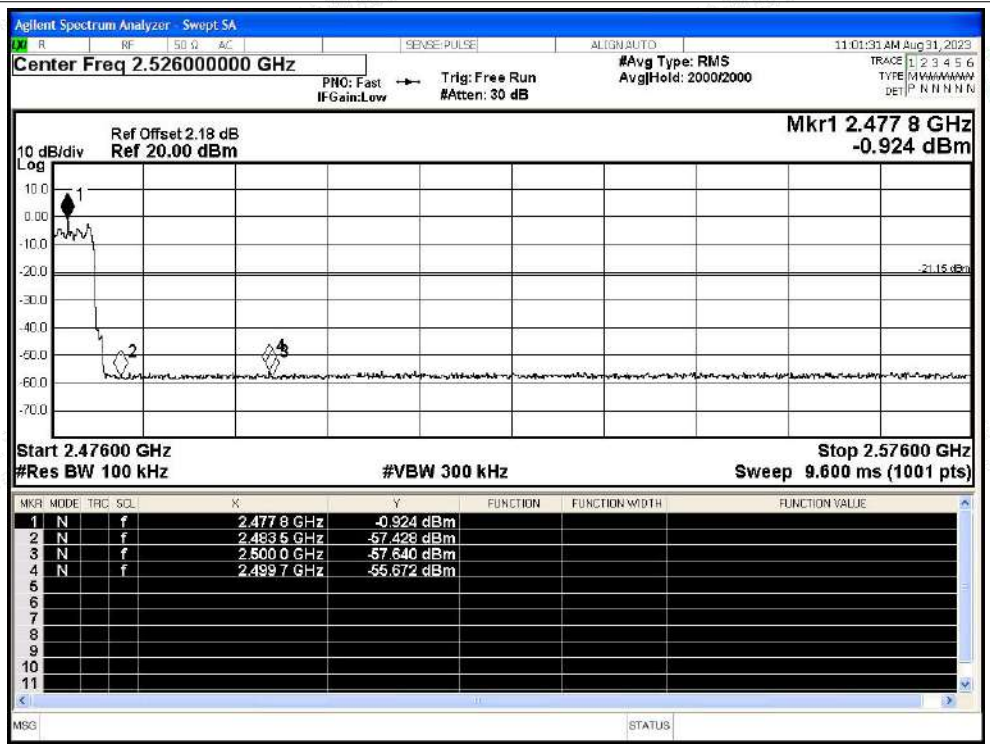 Agilent Spectrum Analyzer - Swept SA
LXI R RF 50 Ω AC SENSE:PULSE ALIGN AUTO 11:01:31 AM Aug 31, 2023
Center Freq 2.526000000 GHz #Avg Type: RMS TRACE 1 2 3 4 5 6
PNO: Fast Trig: Free Run Avg|Hold: 2000/2000 TYPE MWWWWW
IFGain:Low #Atten: 30 dB DET P N N N N N
Mkr1 2.477 8 GHz
Ref Offset 2.18 dB
10 dB/div Ref 20.00 dBm -0.924 dBm
Log
10.0
1
0.00
-10.0
-20.0
-21.15 dBm
-30.0
-40.0
-50.0
2
4
3
-60.0
-70.0
Start 2.47600 GHz Stop 2.57600 GHz
#Res BW 100 kHz #VBW 300 kHz Sweep 9.600 ms (1001 pts)
MKR MODE TRC SCL X Y FUNCTION FUNCTION WIDTH FUNCTION VALUE
1 N f 2.477 8 GHz -0.924 dBm
2 N f 2.483 5 GHz -57.428 dBm
3 N f 2.500 0 GHz -57.640 dBm
4 N f 2.499 7 GHz -55.672 dBm
5
6
7
8
9
10
11
MSG STATUS